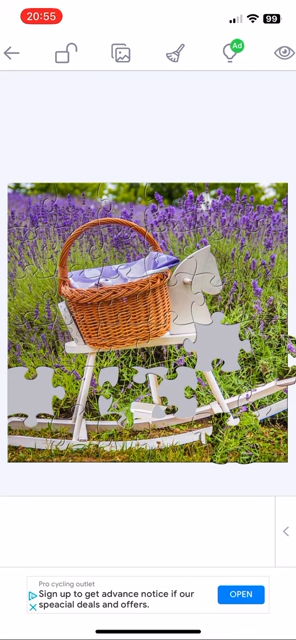 20:55
99
Ad
Pro cycling outlet
Sign up to get advance notice if our
speacial deals and offers.
OPEN